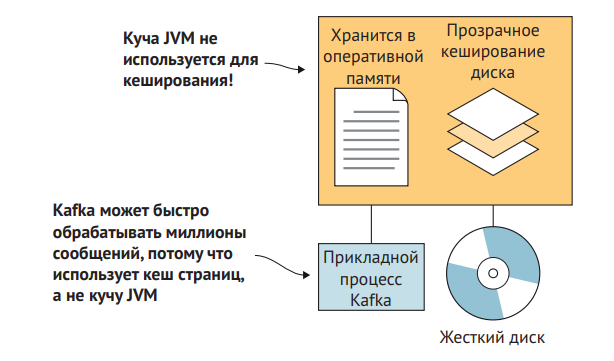 Куча JVM не
используется для
кеширования!
Хранится в
оперативной
памяти
Прозрачное
кеширование
диска
Kafka может быстро
обрабатывать миллионы
сообщений, потому что
использует кеш страниц,
а не кучу JVM
Прикладной
процесс
Kafka
Жесткий диск